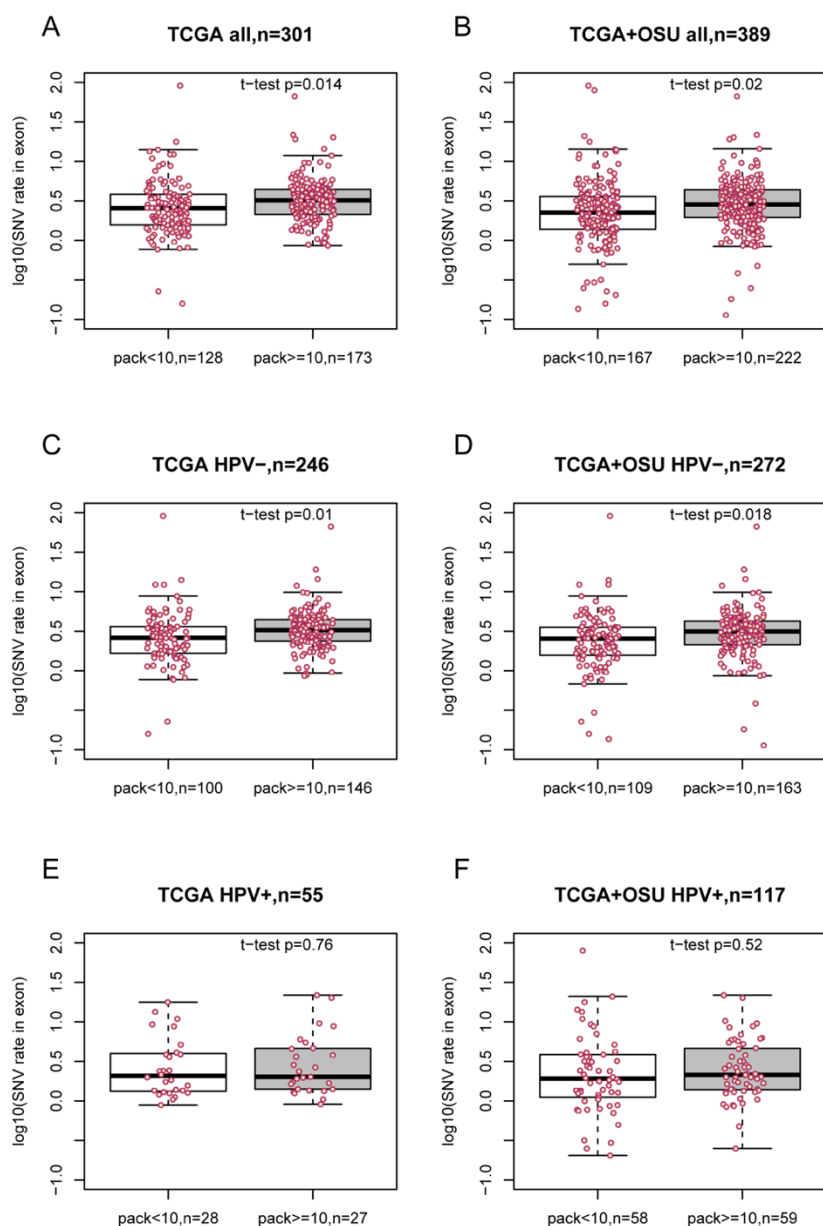 A
TCGA all,n=301
t-test p=0.014
log10(SNV rate in exon)
2.0
1.5
1.0
0.5
0.0
−1.0
pack<10,n=128
pack>=10,n=173
B
TCGA+OSU all,n=389
t-test p=0.02
log10(SNV rate in exon)
2.0
1.5
1.0
0.5
0.0
−1.0
pack<10,n=167
pack>=10,n=222
C
TCGA HPV−,n=246
t-test p=0.01
log10(SNV rate in exon)
2.0
1.5
1.0
0.5
0.0
−1.0
pack<10,n=100
pack>=10,n=146
D
TCGA+OSU HPV−,n=272
t-test p=0.018
log10(SNV rate in exon)
2.0
1.5
1.0
0.5
0.0
−1.0
pack<10,n=109
pack>=10,n=163
E
TCGA HPV+,n=55
t-test p=0.76
log10(SNV rate in exon)
2.0
1.5
1.0
0.5
0.0
−1.0
pack<10,n=28
pack>=10,n=27
F
TCGA+OSU HPV+,n=117
t-test p=0.52
log10(SNV rate in exon)
2.0
1.5
1.0
0.5
0.0
−1.0
pack<10,n=58
pack>=10,n=59